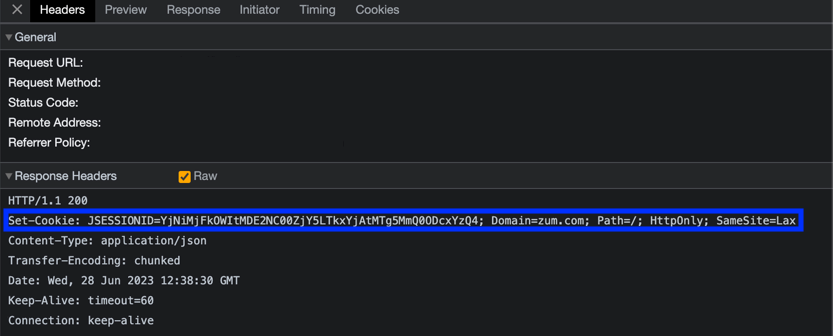 Headers Preview Response Initiator Timing Cookies
General
Request URL:
Request Method:
Status Code:
Remote Address:
Referrer Policy:
Response Headers Raw
HTTP/1.1 200
Set-Cookie: JSESSIONID=YjNiMjFkOWItMDE2NC00ZjY5LTkxYjAtMTg5MmQ0ODcxYzQ4; Domain=zum.com; Path=/; HttpOnly; SameSite=Lax
Content-Type: application/json
Transfer-Encoding: chunked
Date: Wed, 28 Jun 2023 12:38:30 GMT
Keep-Alive: timeout=60
Connection: keep-alive